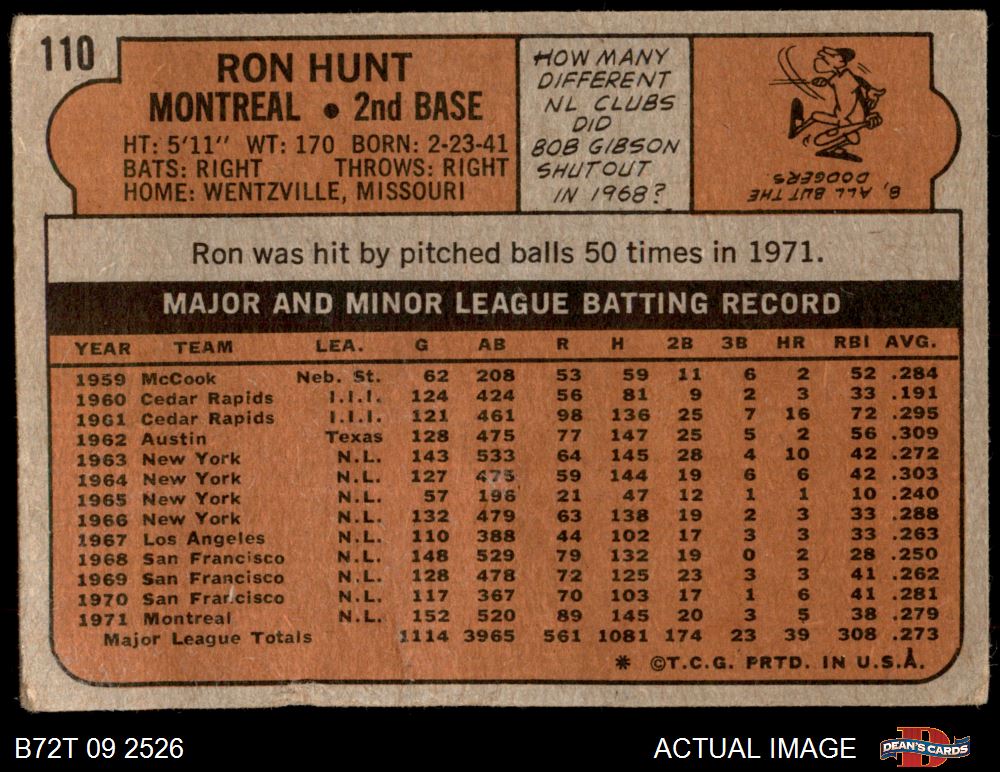 110
RON HUNT
MONTREAL • 2nd BASE
HT: 5'11" WT: 170 BORN: 2-23-41
BATS: RIGHT THROWS: RIGHT
HOME: WENTZVILLE, MISSOURI
HOW MANY
DIFFERENT
NL CLUBS
DID
BOB GIBSON
SHUTOUT
IN 1968?
8, ALL BUT THE
DODGERS.
Ron was hit by pitched balls 50 times in 1971.
MAJOR AND MINOR LEAGUE BATTING RECORD
YEAR TEAM LEA. G AB R H 2B 3B HR RBI AVG.
1959 McCook Neb. St. 62 208 53 59 11 6 2 52 .284
1960 Cedar Rapids I.I.I. 124 424 56 81 9 2 3 33 .191
1961 Cedar Rapids I.I.I. 121 461 98 136 25 7 16 72 .295
1962 Austin Texas 128 475 77 147 25 5 2 56 .309
1963 New York N.L. 143 533 64 145 28 4 10 42 .272
1964 New York N.L. 127 475 59 144 19 6 6 42 .303
1965 New York N.L. 57 196 21 47 12 1 1 10 .240
1966 New York N.L. 132 479 63 138 19 2 3 33 .288
1967 Los Angeles N.L. 110 388 44 102 17 3 3 33 .263
1968 San Francisco N.L. 148 529 79 132 19 0 2 28 .250
1969 San Francisco N.L. 128 478 72 125 23 3 3 41 .262
1970 San Francisco N.L. 117 367 70 103 17 1 6 41 .281
1971 Montreal N.L. 152 520 89 145 20 3 5 38 .279
Major League Totals 1114 3965 561 1081 174 23 39 308 .273
* ©T.C.G. PRTD. IN U.S.A.
B72T 09 2526
ACTUAL IMAGE
DEAN'S CARDS